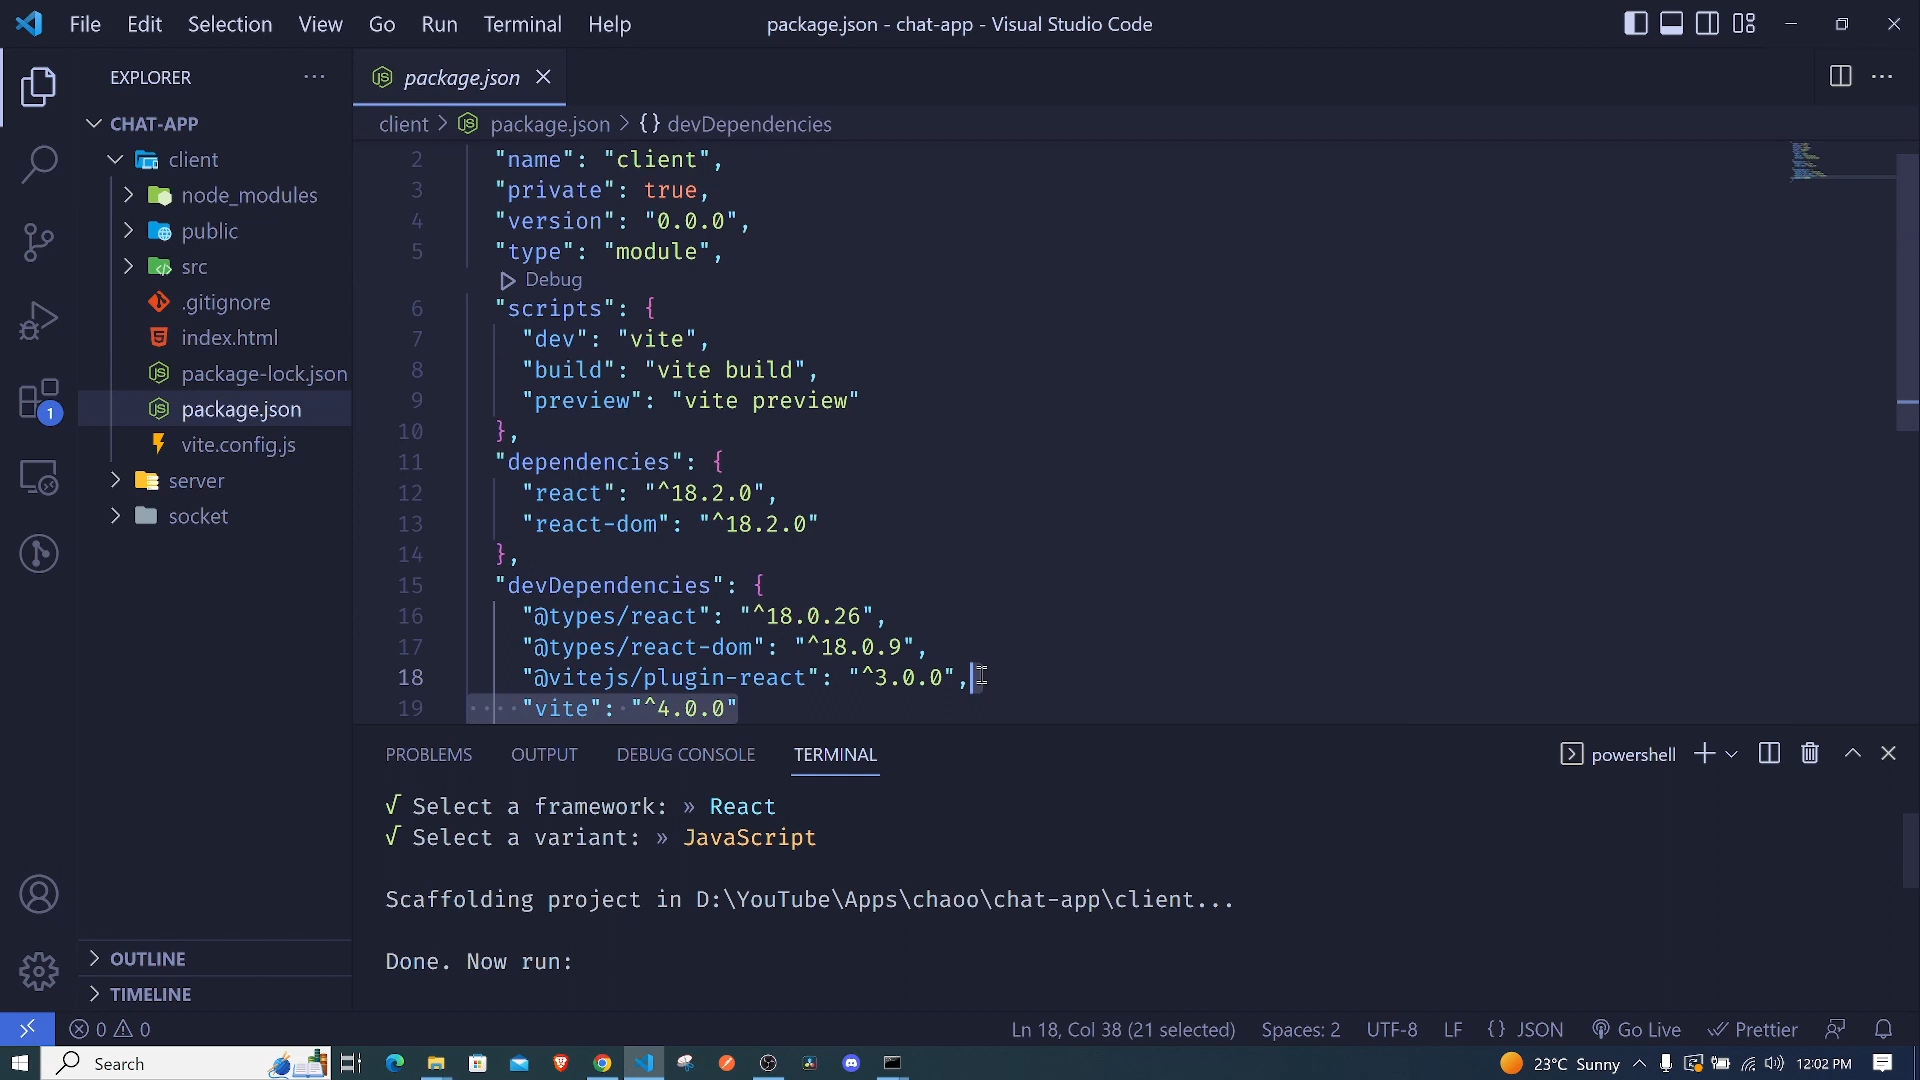 File Edit Selection View Go Run Terminal Help
package.json - chat-app - Visual Studio Code
EXPLORER
CHAT-APP
client
node_modules
public
src
.gitignore
index.html
package-lock.json
package.json
vite.config.js
server
socket
OUTLINE
TIMELINE
1
package.json
client > package.json > {} devDependencies
2 "name": "client",
3 "private": true,
4 "version": "0.0.0",
5 "type": "module",
Debug
6 "scripts": {
7 "dev": "vite",
8 "build": "vite build",
9 "preview": "vite preview"
10 },
11 "dependencies": {
12 "react": "^18.2.0",
13 "react-dom": "^18.2.0"
14 },
15 "devDependencies": {
16 "@types/react": "^18.0.26",
17 "@types/react-dom": "^18.0.9",
18 "@vitejs/plugin-react": "^3.0.0",
19 "vite": "^4.0.0"
PROBLEMS OUTPUT DEBUG CONSOLE TERMINAL
powershell
√ Select a framework: » React
√ Select a variant: » JavaScript
Scaffolding project in D:\YouTube\Apps\chaoo\chat-app\client...
Done. Now run:
0 0
Ln 18, Col 38 (21 selected) Spaces: 2 UTF-8 LF {} JSON Go Live Prettier
Search
23°C Sunny
12:02 PM